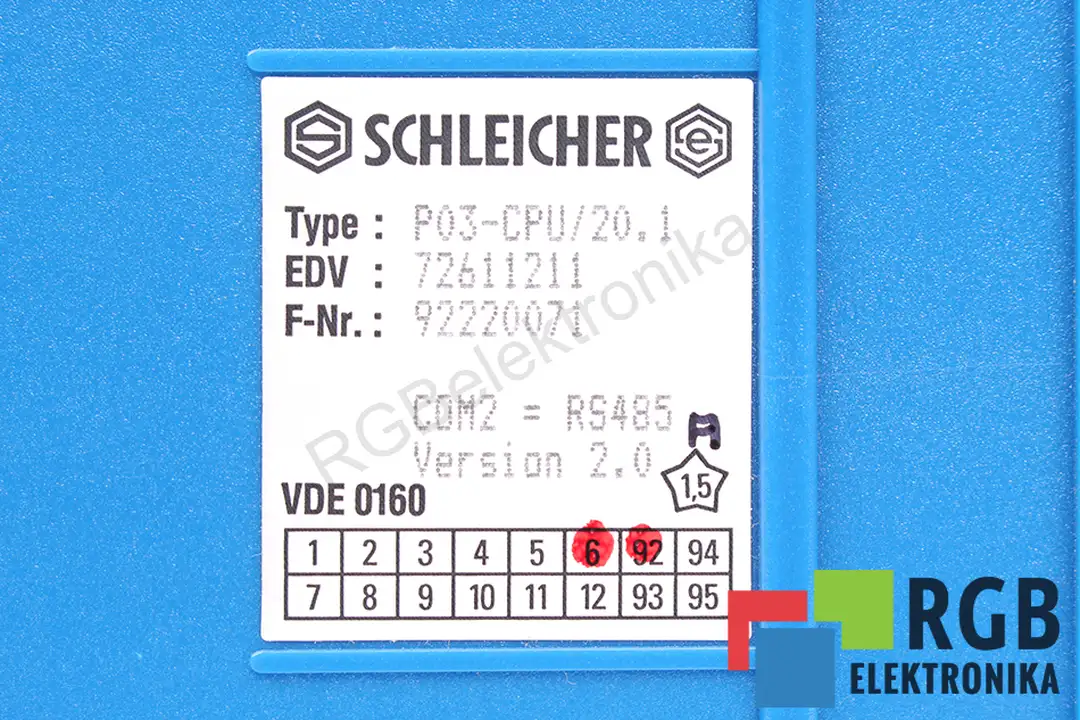 SCHLEICHER
Type : P03-CPU/20.1
EDV : 72611211
F-Nr. : 92220071
COM2 = RS485
A
Version 2.0
1,5
VDE 0160
1 2 3 4 5 6 92 94
7 8 9 10 11 12 93 95
RGBelektronika
RGB
ELEKTRONIKA